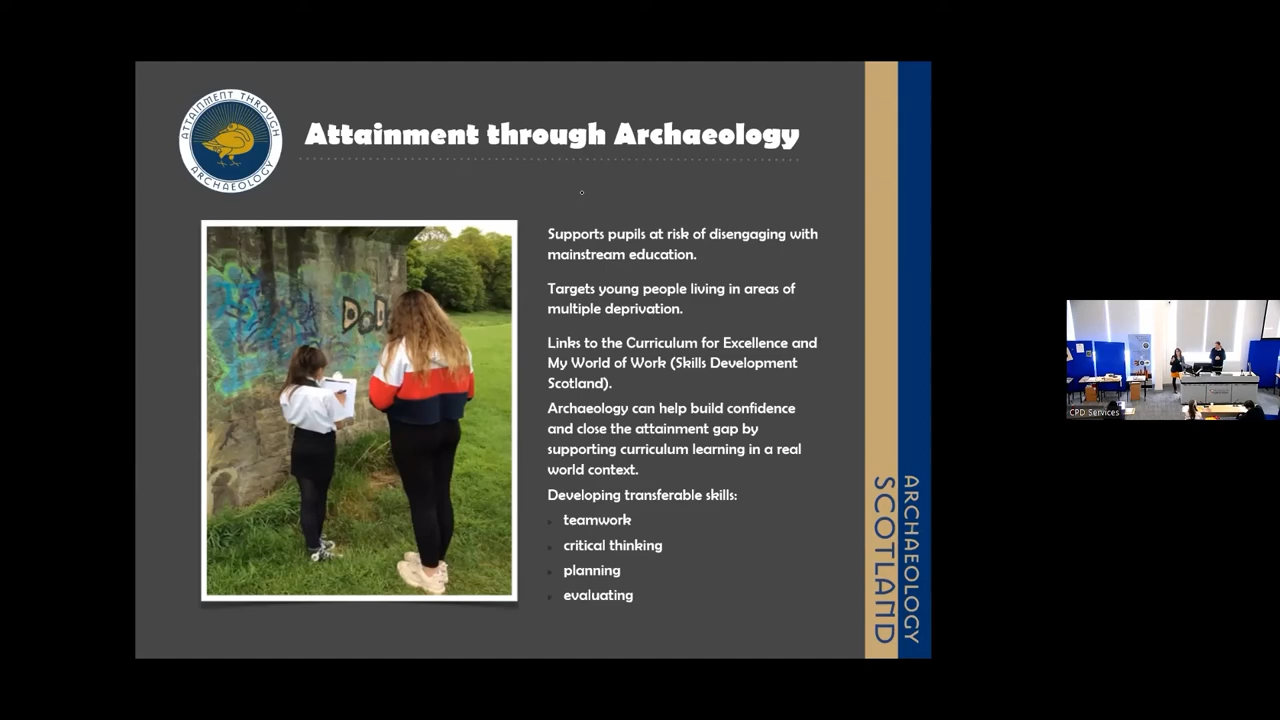 ATTAINMENT THROUGH
ARCHAEOLOGY
Attainment through Archaeology
Supports pupils at risk of disengaging with
mainstream education.
Targets young people living in areas of
multiple deprivation.
Links to the Curriculum for Excellence and
My World of Work (Skills Development
Scotland).
Archaeology can help build confidence
and close the attainment gap by
supporting curriculum learning in a real
world context.
Developing transferable skills:
teamwork
critical thinking
planning
evaluating
ARCHAEOLOGY
SCOTLAND
CPD Services